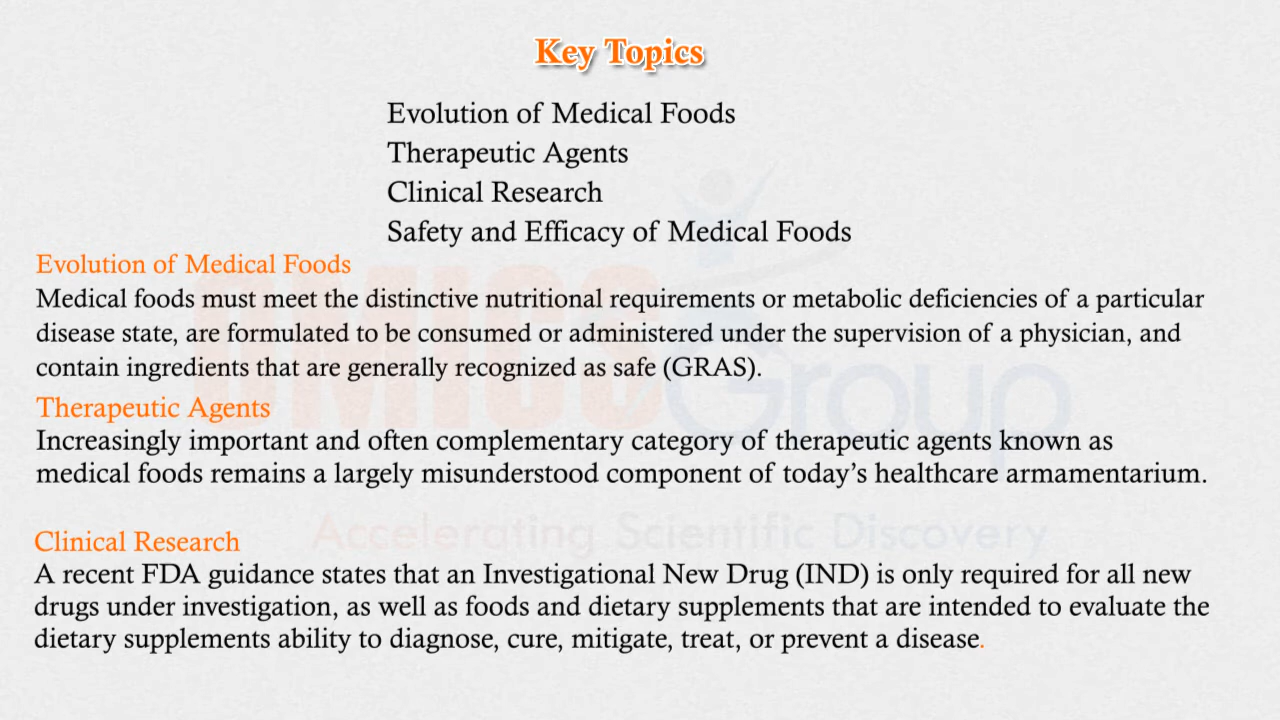 Key Topics
Evolution of Medical Foods
Therapeutic Agents
Clinical Research
Safety and Efficacy of Medical Foods
Evolution of Medical Foods
Medical foods must meet the distinctive nutritional requirements or metabolic deficiencies of a particular
disease state, are formulated to be consumed or administered under the supervision of a physician, and
contain ingredients that are generally recognized as safe (GRAS).
OMICS Group
Therapeutic Agents
Increasingly important and often complementary category of therapeutic agents known as
medical foods remains a largely misunderstood component of today’s healthcare armamentarium.
Accelerating Scientific Discovery
Clinical Research
A recent FDA guidance states that an Investigational New Drug (IND) is only required for all new
drugs under investigation, as well as foods and dietary supplements that are intended to evaluate the
dietary supplements ability to diagnose, cure, mitigate, treat, or prevent a disease.